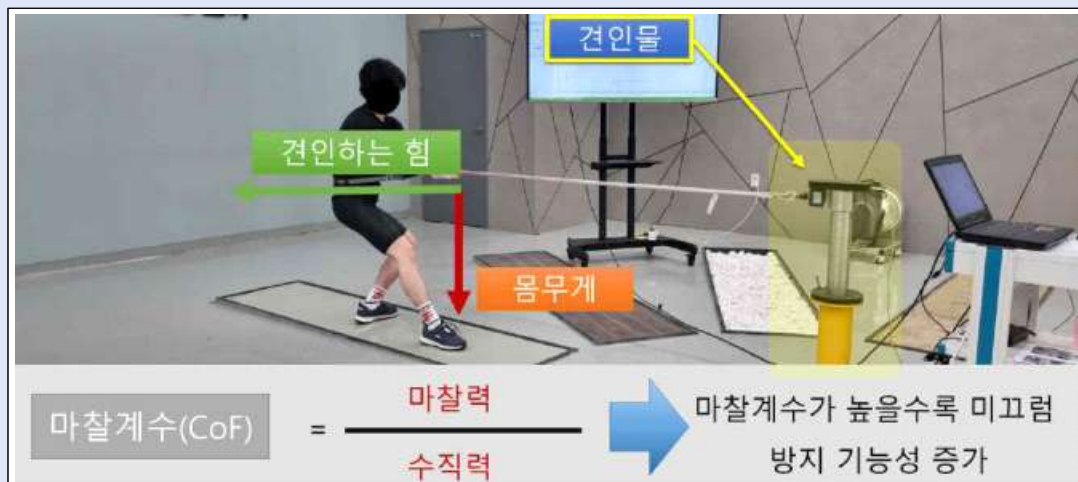 견인물
견인하는 힘
몸무게
마찰계수(CoF)
=
마찰력
수직력
마찰계수가 높을수록 미끄럼
방지 기능성 증가